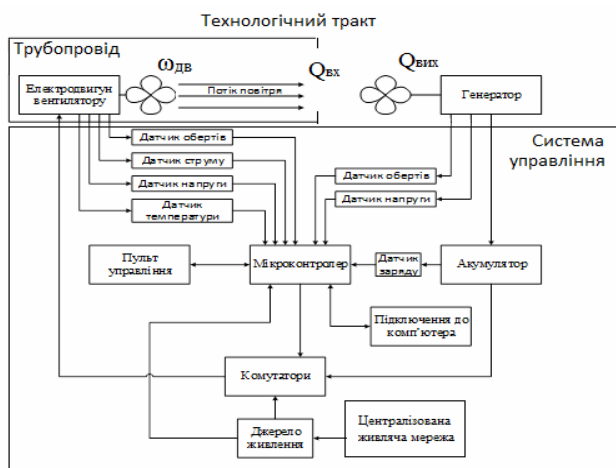 Технологічний тракт
Трубопровід
ωДВ
Qвх
Qвих
Електродвигун
вентилятору
Потік повітря
Генератор
Система
управління
Датчик обертів
Датчик струму
Датчик напруги
Датчик
температури
Датчик обертів
Датчик напруги
Пульт
управління
Мікроконтролер
Датчик
заряду
Акумулятор
Підключення до
комп'ютера
Комутатори
Джерело
живлення
Централізована
живляча мережа